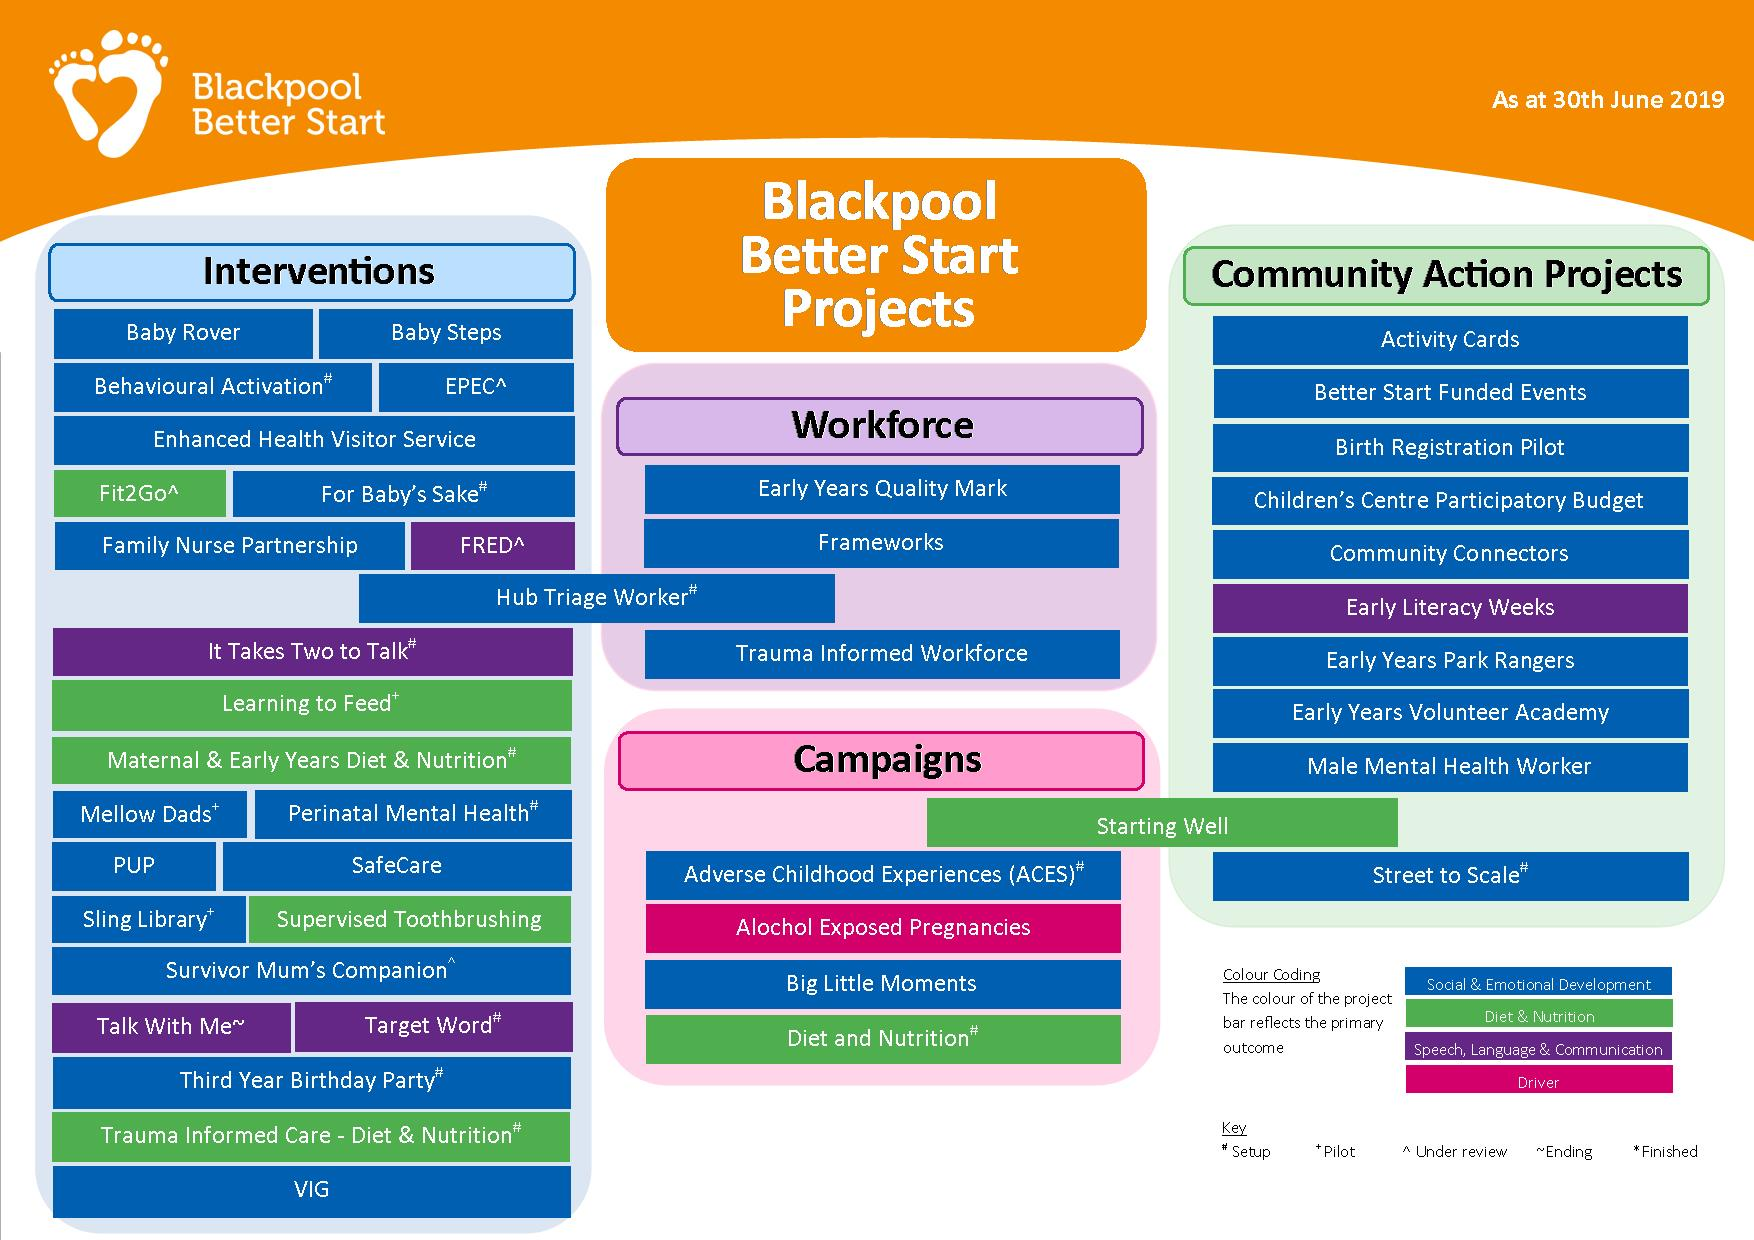 Blackpool
Better Start
As at 30th June 2019
Blackpool
Better Start
Projects
Interventions
Baby Rover
Baby Steps
Behavioural Activation#
EPEC^
Enhanced Health Visitor Service
Fit2Go^
For Baby's Sake#
Family Nurse Partnership
FRED^
Hub Triage Worker#
It Takes Two to Talk#
Learning to Feed+
Maternal & Early Years Diet & Nutrition#
Mellow Dads+
Perinatal Mental Health#
PUP
SafeCare
Sling Library+
Supervised Toothbrushing
Survivor Mum's Companion^
Talk With Me~
Target Word#
Third Year Birthday Party#
Trauma Informed Care - Diet & Nutrition#
VIG
Workforce
Early Years Quality Mark
Frameworks
Trauma Informed Workforce
Campaigns
Starting Well
Adverse Childhood Experiences (ACES)#
Alochol Exposed Pregnancies
Big Little Moments
Diet and Nutrition#
Community Action Projects
Activity Cards
Better Start Funded Events
Birth Registration Pilot
Children's Centre Participatory Budget
Community Connectors
Early Literacy Weeks
Early Years Park Rangers
Early Years Volunteer Academy
Male Mental Health Worker
Street to Scale#
Colour Coding
The colour of the project
bar reflects the primary
outcome
Social & Emotional Development
Diet & Nutrition
Speech, Language & Communication
Driver
Key
# Setup +Pilot ^ Under review ~Ending *Finished